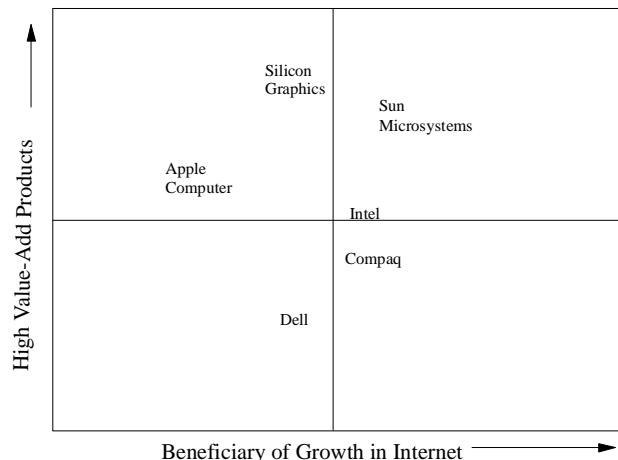 High Value-Add Products
Silicon
Graphics
Sun
Microsystems
Apple
Computer
Intel
Compaq
Dell
Beneficiary of Growth in Internet